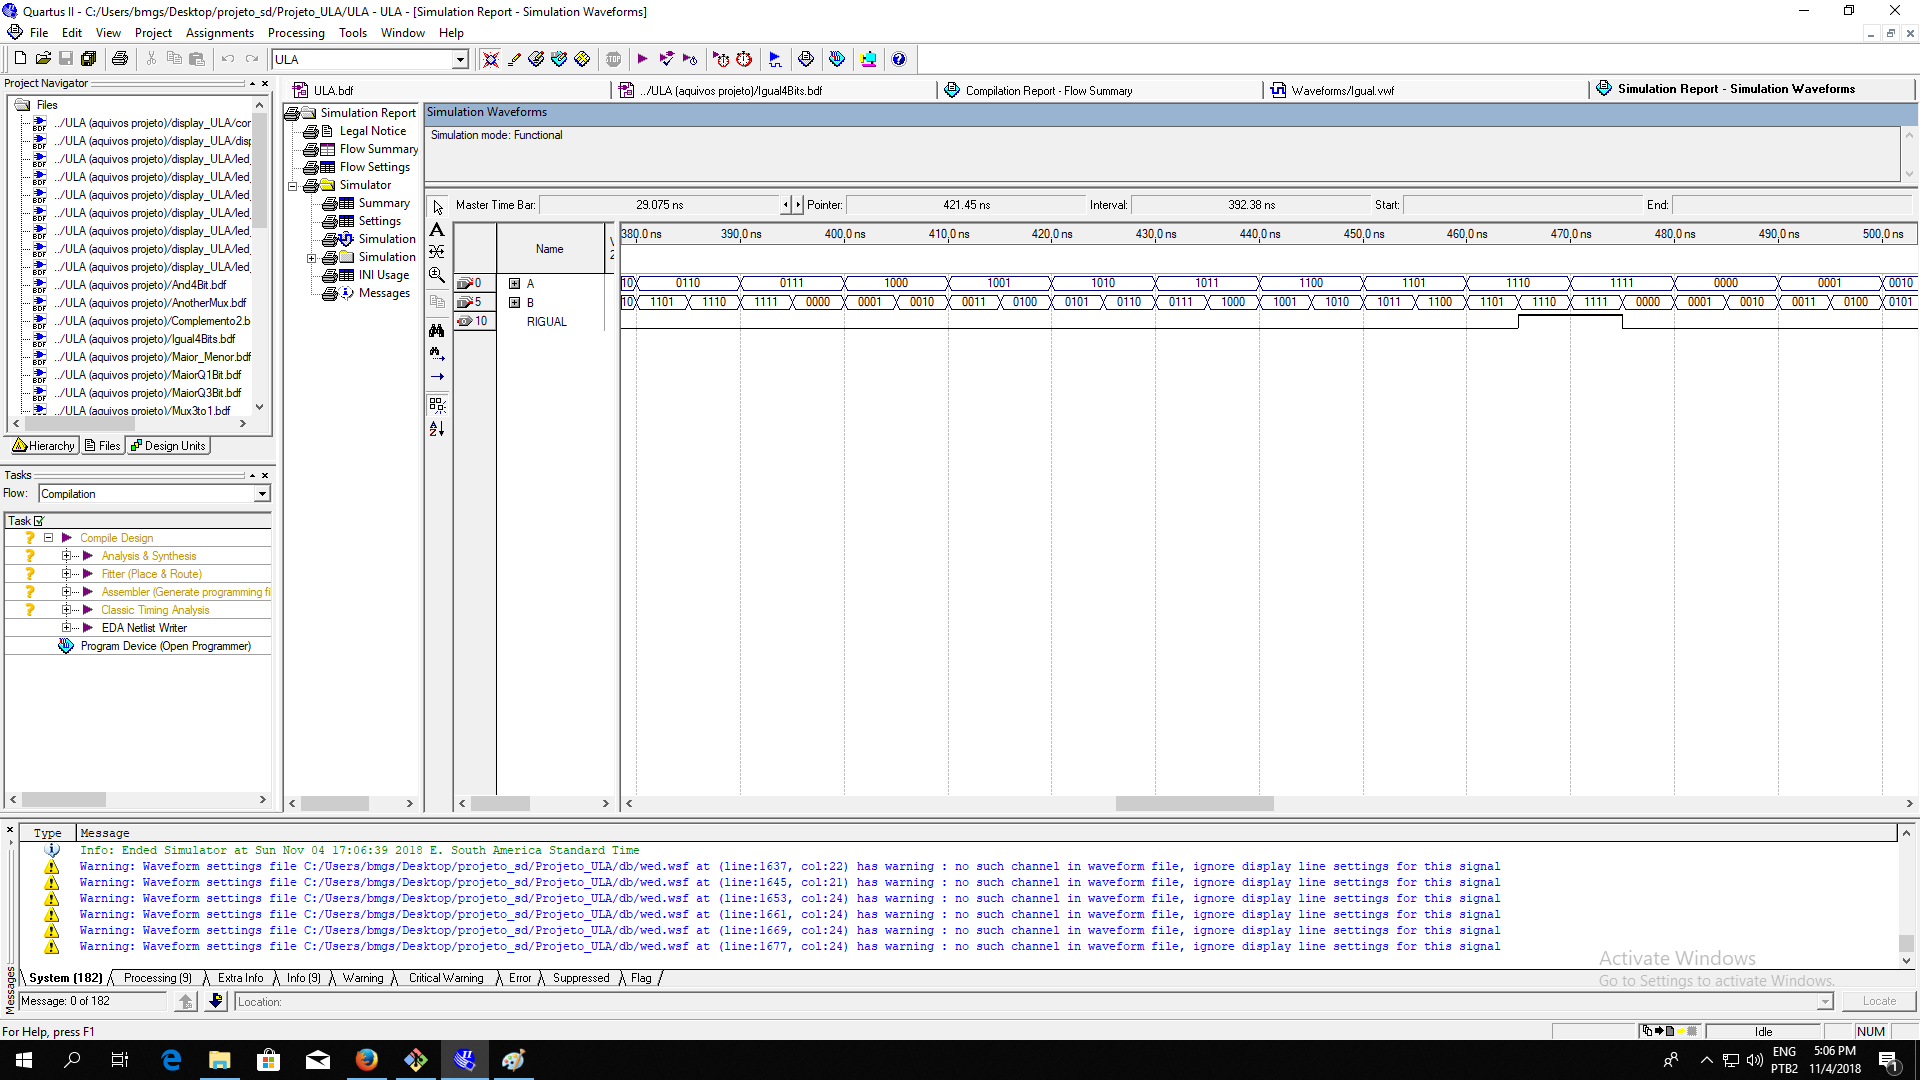 Quartus II - C:/Users/bmgs/Desktop/projeto_sd/Projeto_ULA/ULA - ULA - [Simulation Report - Simulation Waveforms]
File Edit View Project Assignments Processing Tools Window Help
ULA
Project Navigator
Files
../ULA (aquivos projeto)/display_ULA/cor
../ULA (aquivos projeto)/display_ULA/disp
../ULA (aquivos projeto)/display_ULA/led_
../ULA (aquivos projeto)/display_ULA/led_
../ULA (aquivos projeto)/display_ULA/led_
../ULA (aquivos projeto)/display_ULA/led_
../ULA (aquivos projeto)/display_ULA/led_
../ULA (aquivos projeto)/display_ULA/led_
../ULA (aquivos projeto)/display_ULA/led_
../ULA (aquivos projeto)/And4Bit.bdf
../ULA (aquivos projeto)/AnotherMux.bdf
../ULA (aquivos projeto)/Complemento2.b
../ULA (aquivos projeto)/Igual4Bits.bdf
../ULA (aquivos projeto)/Maior_Menor.bdf
../ULA (aquivos projeto)/MaiorQ1Bit.bdf
../ULA (aquivos projeto)/MaiorQ3Bit.bdf
../ULA (aquivos projeto)/Mux3to1.bdf
Hierarchy Files Design Units
Tasks
Flow: Compilation
Task
Compile Design
Analysis & Synthesis
Fitter (Place & Route)
Assembler (Generate programming fi
Classic Timing Analysis
EDA Netlist Writer
Program Device (Open Programmer)
ULA.bdf ../ULA (aquivos projeto)/Igual4Bits.bdf Compilation Report - Flow Summary Waveforms/Igual.vwf Simulation Report - Simulation Waveforms
Simulation Report
Legal Notice
Flow Summary
Flow Settings
Simulator
Summary
Settings
Simulation
Simulation
INI Usage
Messages
Simulation Waveforms
Simulation mode: Functional
Master Time Bar: 29.075 ns Pointer: 421.45 ns Interval: 392.38 ns Start: End:
Name
380.0 ns 390.0 ns 400.0 ns 410.0 ns 420.0 ns 430.0 ns 440.0 ns 450.0 ns 460.0 ns 470.0 ns 480.0 ns 490.0 ns 500.0 ns
0 A 10 0110 0111 1000 1001 1010 1011 1100 1101 1110 1111 0000 0001 0010
5 B 10 1101 1110 1111 0000 0001 0010 0011 0100 0101 0110 0111 1000 1001 1010 1011 1100 1101 1110 1111 0000 0001 0010 0011 0100 0101
10 RIGUAL
Type Message
Info: Ended Simulator at Sun Nov 04 17:06:39 2018 E. South America Standard Time
Warning: Waveform settings file C:/Users/bmgs/Desktop/projeto_sd/Projeto_ULA/db/wed.wsf at (line:1637, col:22) has warning : no such channel in waveform file, ignore display line settings for this signal
Warning: Waveform settings file C:/Users/bmgs/Desktop/projeto_sd/Projeto_ULA/db/wed.wsf at (line:1645, col:21) has warning : no such channel in waveform file, ignore display line settings for this signal
Warning: Waveform settings file C:/Users/bmgs/Desktop/projeto_sd/Projeto_ULA/db/wed.wsf at (line:1653, col:24) has warning : no such channel in waveform file, ignore display line settings for this signal
Warning: Waveform settings file C:/Users/bmgs/Desktop/projeto_sd/Projeto_ULA/db/wed.wsf at (line:1661, col:24) has warning : no such channel in waveform file, ignore display line settings for this signal
Warning: Waveform settings file C:/Users/bmgs/Desktop/projeto_sd/Projeto_ULA/db/wed.wsf at (line:1669, col:24) has warning : no such channel in waveform file, ignore display line settings for this signal
Warning: Waveform settings file C:/Users/bmgs/Desktop/projeto_sd/Projeto_ULA/db/wed.wsf at (line:1677, col:24) has warning : no such channel in waveform file, ignore display line settings for this signal
Activate Windows
Go to Settings to activate Windows.
System (182) Processing (9) Extra Info Info (9) Warning Critical Warning Error Suppressed Flag
Messages
Message: 0 of 182 Location: Locate
For Help, press F1 Idle NUM
ENG 5:06 PM
PTB2 11/4/2018 1